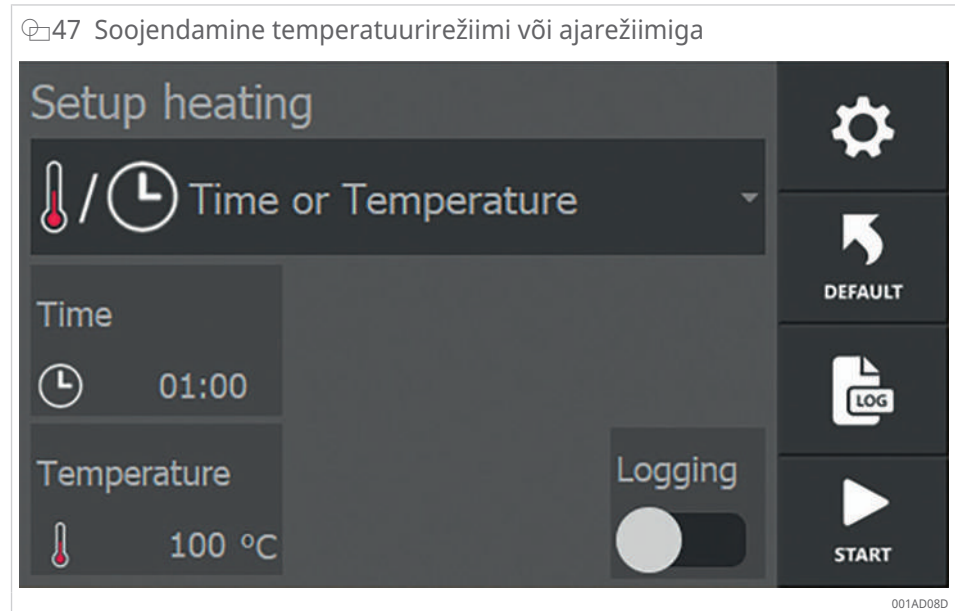 47 Soojendamine temperatuurirežiimi või ajarežiimiga
Setup heating
/ Time or Temperature
DEFAULT
Time
01:00
LOG
Temperature
100 °C
Logging
START
001AD08D